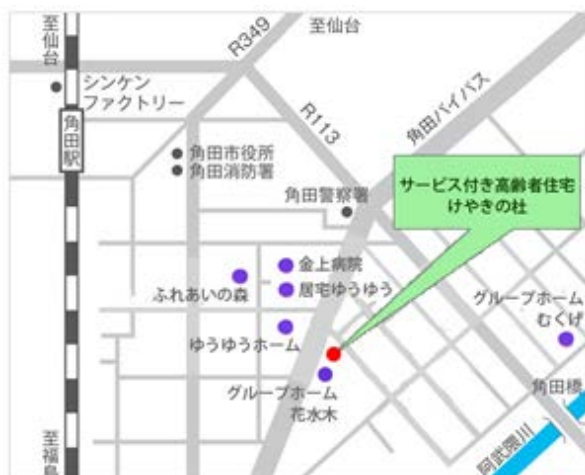 至仙台
R349
至仙台
シンケン
ファクトリー
角田駅
R113
角田バイパス
角田市役所
角田消防署
サービス付き高齢者住宅
けやきの杜
角田警察署
金上病院
居宅ゆうゆう
ふれあいの森
グループホーム
むくげ
ゆうゆうホーム
グループホーム
花水木
角田橋
阿武隈川
至福島